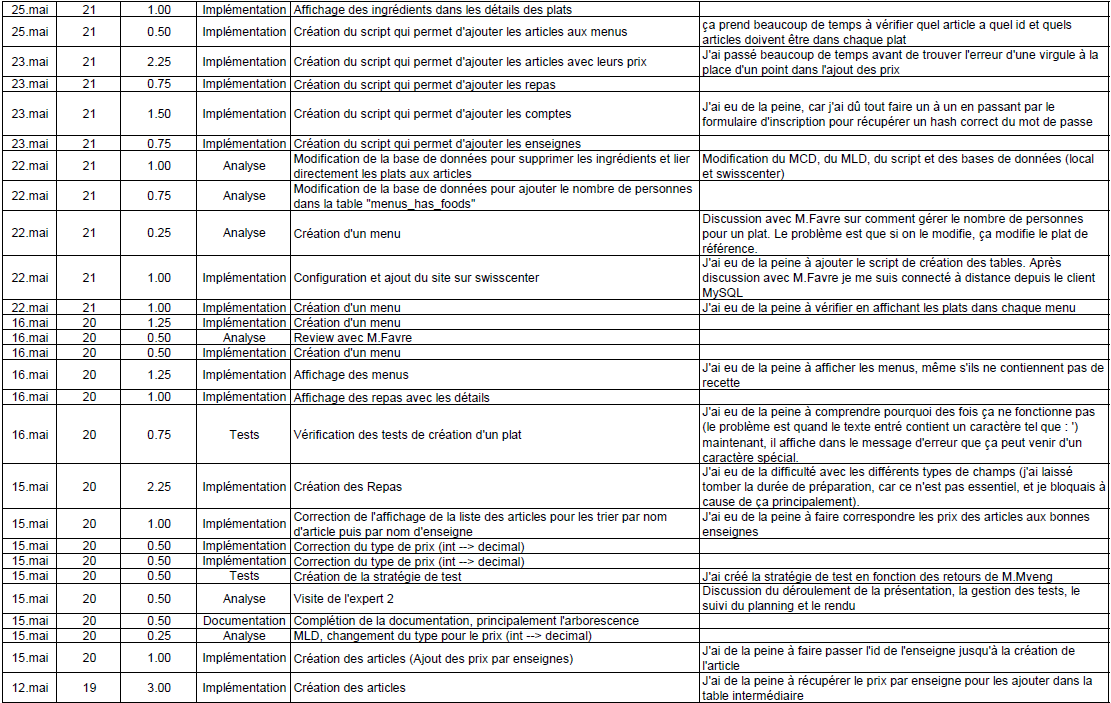 25.mai 21 1.00 Implémentation Affichage des ingrédients dans les détails des plats
25.mai 21 0.50 Implémentation Création du script qui permet d'ajouter les articles aux menus ça prend beaucoup de temps à vérifier quel article a quel id et quels
articles doivent être dans chaque plat
23.mai 21 2.25 Implémentation Création du script qui permet d'ajouter les articles avec leurs prix J'ai passé beaucoup de temps avant de trouver l'erreur d'une virgule à la
place d'un point dans l'ajout des prix
23.mai 21 0.75 Implémentation Création du script qui permet d'ajouter les repas
23.mai 21 1.50 Implémentation Création du script qui permet d'ajouter les comptes J'ai eu de la peine, car j'ai dû tout faire un à un en passant par le
formulaire d'inscription pour récupérer un hash correct du mot de passe
23.mai 21 0.75 Implémentation Création du script qui permet d'ajouter les enseignes
22.mai 21 1.00 Analyse Modification de la base de données pour supprimer les ingrédients et lier
directement les plats aux articles Modification du MCD, du MLD, du script et des bases de données (local
et swisscenter)
22.mai 21 0.75 Analyse Modification de la base de données pour ajouter le nombre de personnes
dans la table "menus_has_foods"
22.mai 21 0.25 Analyse Création d'un menu Discussion avec M.Favre sur comment gérer le nombre de personnes
pour un plat. Le problème est que si on le modifie, ça modifie le plat de
référence.
22.mai 21 1.00 Implémentation Configuration et ajout du site sur swisscenter J'ai eu de la peine à ajouter le script de création des tables. Après
discussion avec M.Favre je me suis connecté à distance depuis le client
MySQL
22.mai 21 1.00 Implémentation Création d'un menu J'ai eu de la peine à vérifier en affichant les plats dans chaque menu
16.mai 20 1.25 Implémentation Création d'un menu
16.mai 20 0.50 Analyse Review avec M.Favre
16.mai 20 0.50 Implémentation Création d'un menu
16.mai 20 1.25 Implémentation Affichage des menus J'ai eu de la peine à afficher les menus, même s'ils ne contiennent pas de
recette
16.mai 20 1.00 Implémentation Affichage des repas avec les détails
16.mai 20 0.75 Tests Vérification des tests de création d'un plat J'ai eu de la peine à comprendre pourquoi des fois ça ne fonctionne pas
(le problème est quand le texte entré contient un caractère tel que : ')
maintenant, il affiche dans le message d'erreur que ça peut venir d'un
caractère spécial.
15.mai 20 2.25 Implémentation Création des Repas J'ai eu de la difficulté avec les différents types de champs (j'ai laissé
tomber la durée de préparation, car ce n'est pas essentiel, et je bloquais à
cause de ça principalement).
15.mai 20 1.00 Implémentation Correction de l'affichage de la liste des articles pour les trier par nom
d'article puis par nom d'enseigne J'ai eu de la peine à faire correspondre les prix des articles aux bonnes
enseignes
15.mai 20 0.50 Implémentation Correction du type de prix (int --> decimal)
15.mai 20 0.50 Implémentation Correction du type de prix (int --> decimal)
15.mai 20 0.50 Tests Création de la stratégie de test J'ai créé la stratégie de test en fonction des retours de M.Mveng
15.mai 20 0.50 Analyse Visite de l'expert 2 Discussion du déroulement de la présentation, la gestion des tests, le
suivi du planning et le rendu
15.mai 20 0.50 Documentation Complétion de la documentation, principalement l'arborescence
15.mai 20 0.25 Analyse MLD, changement du type pour le prix (int --> decimal)
15.mai 20 1.00 Implémentation Création des articles (Ajout des prix par enseignes) J'ai de la peine à faire passer l'id de l'enseigne jusqu'à la création de
l'article
12.mai 19 3.00 Implémentation Création des articles J'ai de la peine à récupérer le prix par enseigne pour les ajouter dans la
table intermédiaire